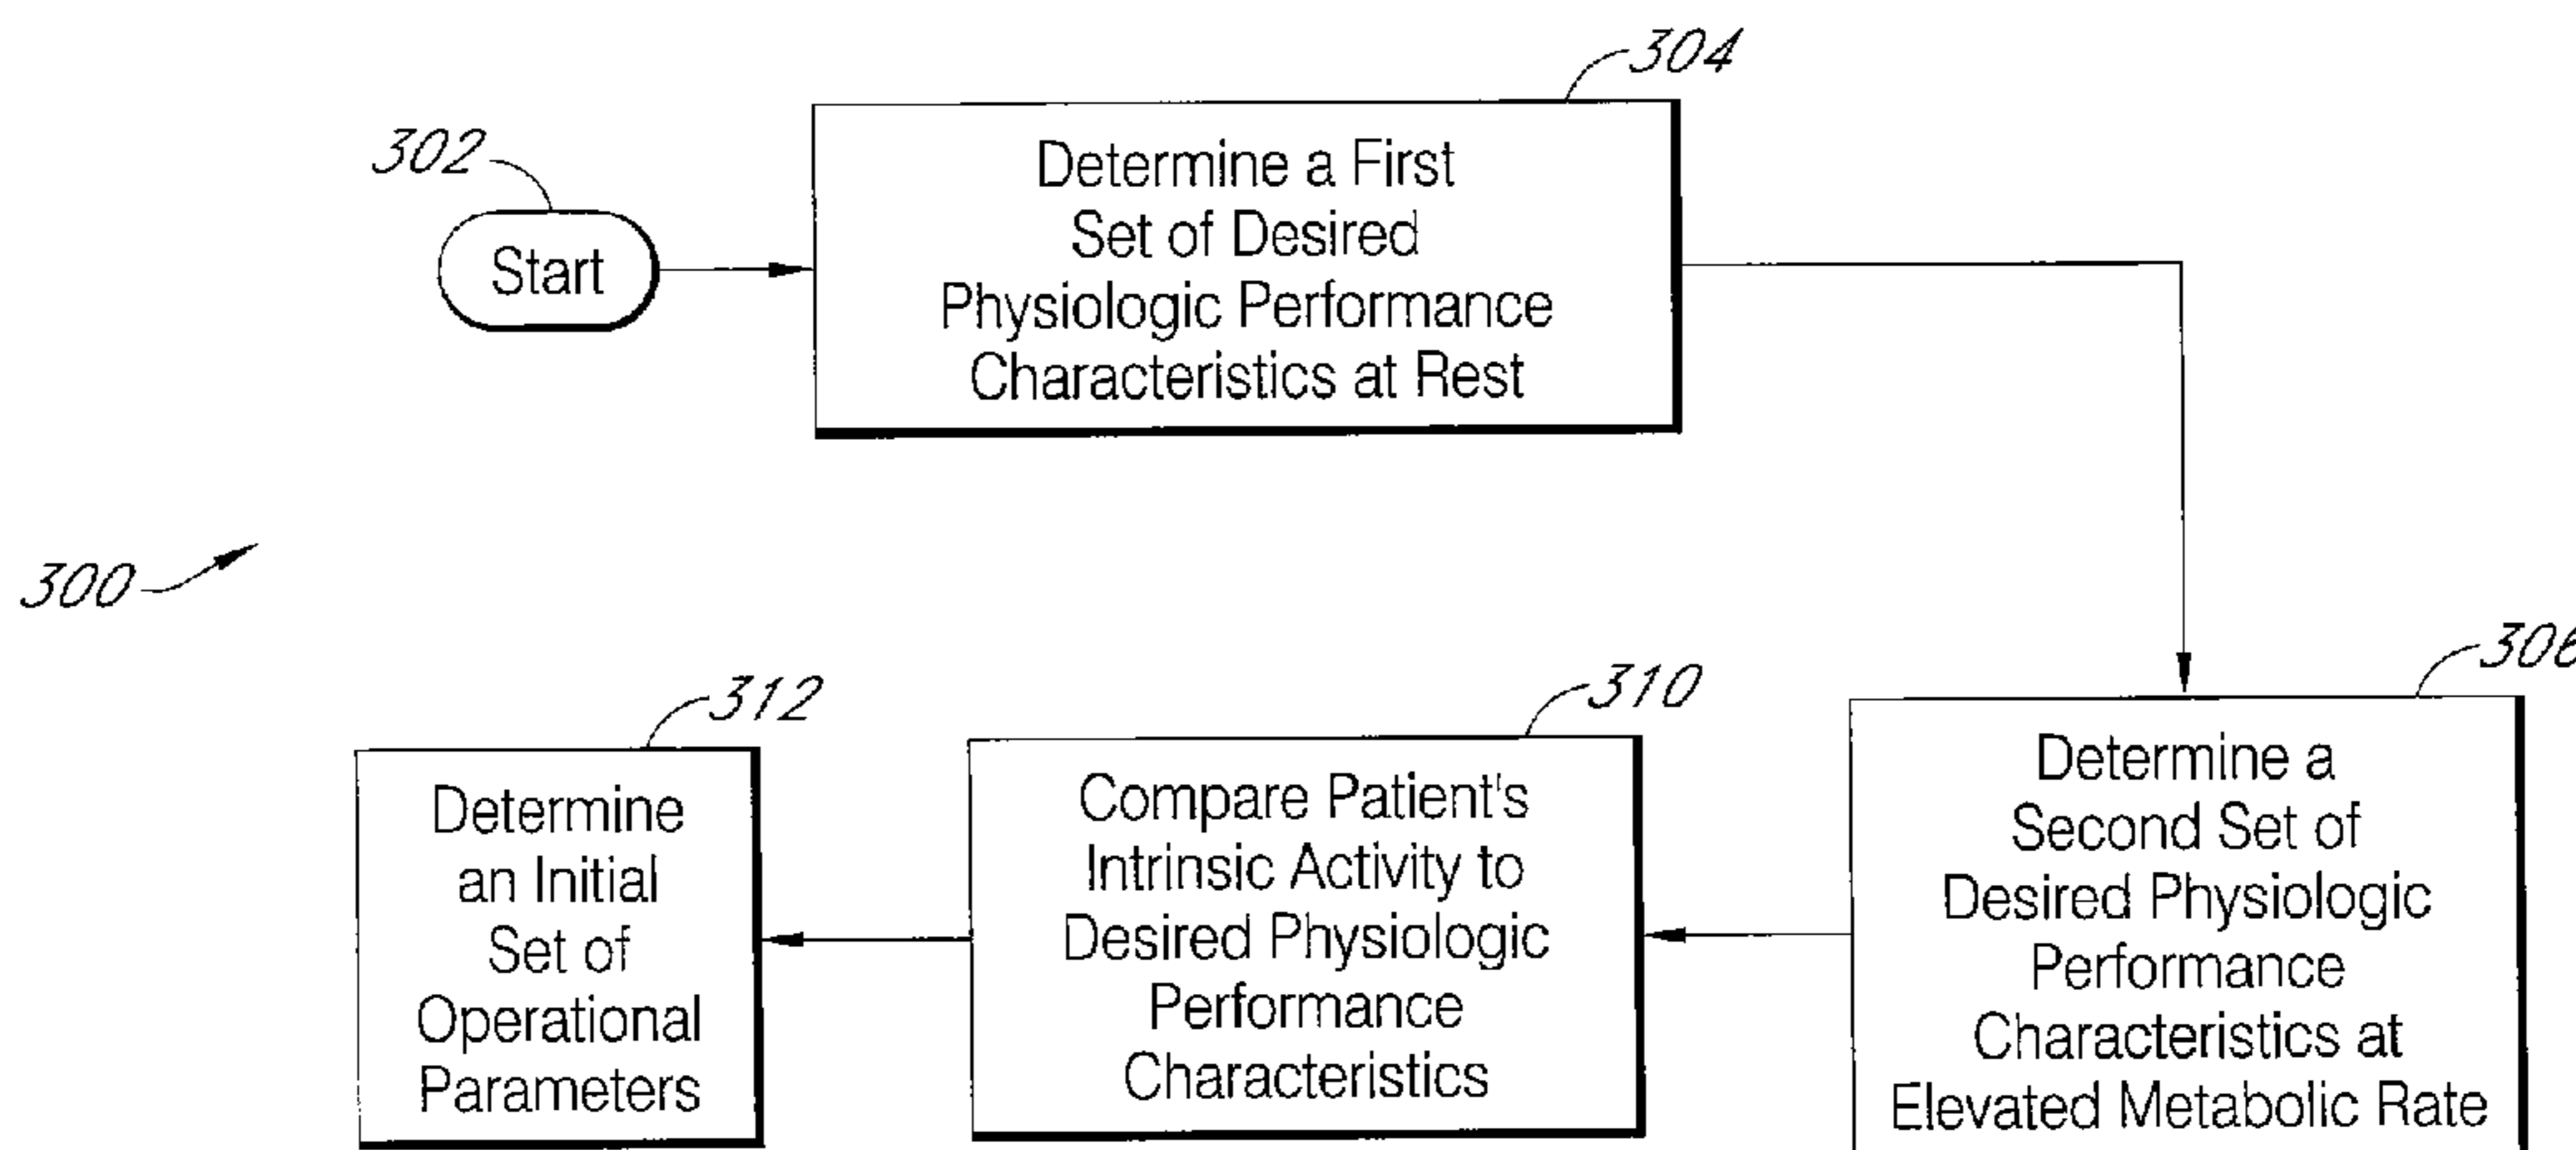 304
302
Determine a First
Set of Desired
Physiologic Performance
Characteristics at Rest
Start
300
306
Determine a
Second Set of
Desired Physiologic
Performance
Characteristics at
Elevated Metabolic Rate
310
Compare Patient's
Intrinsic Activity to
Desired Physiologic
Performance
Characteristics
312
Determine
an Initial
Set of
Operational
Parameters